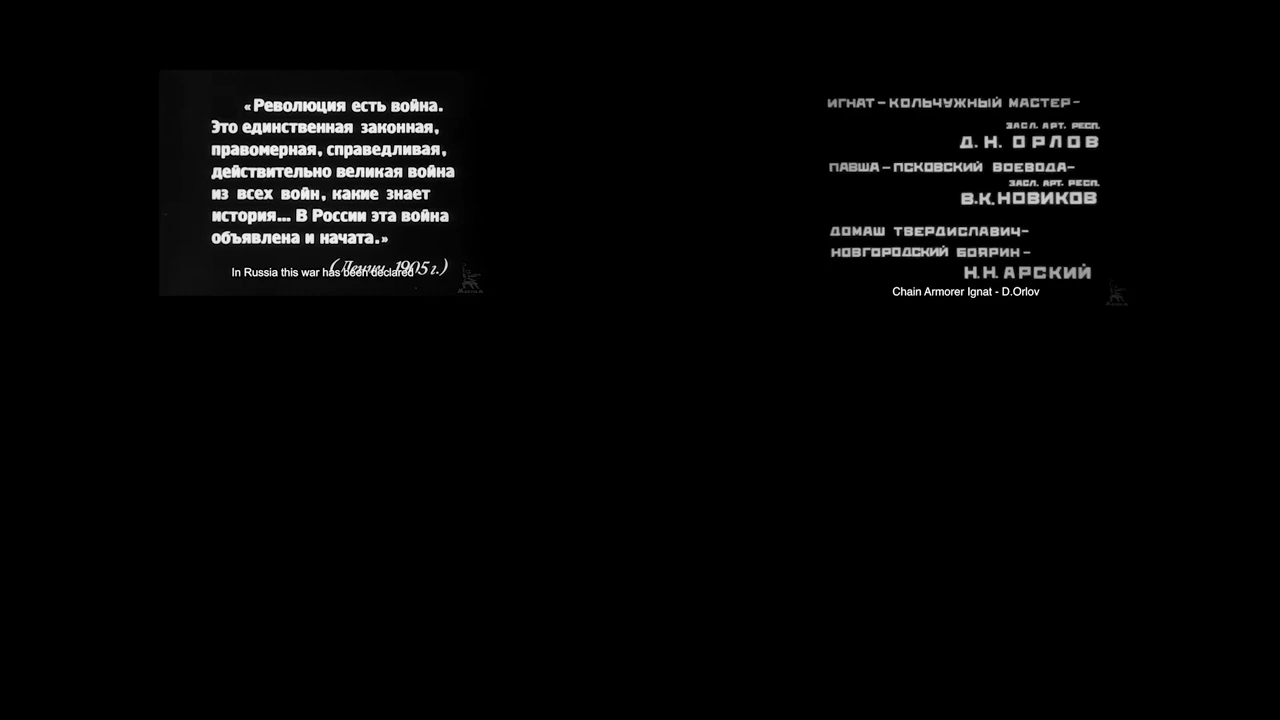 «Революция есть война.
Это единственная законная,
правомерная, справедливая,
действительно великая война
из всех войн, какие знает
история... В России эта война
объявлена и начата.»
(Ленин 1905г.)
In Russia this war has been declared
ИГНАТ-КОЛЬЧУЖНЫЙ МАСТЕР-
ЗАСЛ. АРТ. РЕСП.
Д. Н. ОРЛОВ
ПАВША-ПСКОВСКИЙ ВОЕВОДА-
ЗАСЛ. АРТ. РЕСП.
В.К. НОВИКОВ
ДОМАШ ТВЕРДИСЛАВИЧ-
НОВГОРОДСКИЙ БОЯРИН-
Н.Н. АРСКИЙ
Chain Armorer Ignat - D.Orlov